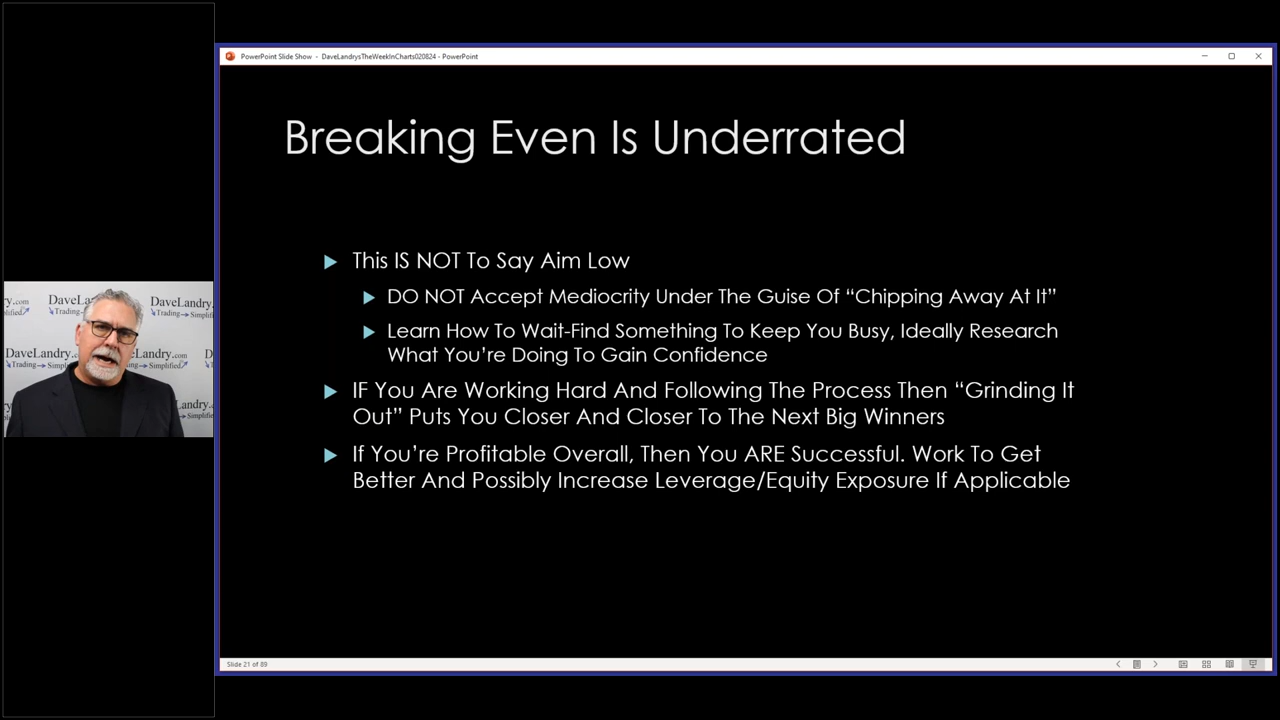 PowerPoint Slide Show - DaveLandrysTheWeekInCharts020824 - PowerPoint
Breaking Even Is Underrated
This IS NOT To Say Aim Low
DO NOT Accept Mediocrity Under The Guise Of “Chipping Away At It”
Learn How To Wait-Find Something To Keep You Busy, Ideally Research
What You’re Doing To Gain Confidence
IF You Are Working Hard And Following The Process Then “Grinding It
Out” Puts You Closer And Closer To The Next Big Winners
If You’re Profitable Overall, Then You ARE Successful. Work To Get
Better And Possibly Increase Leverage/Equity Exposure If Applicable
y.com
DaveLandry
DaveLandry.com
Trading
Simplified
DaveLandry
e.Landry.com
Trading
Simplified
Landry.com
Simplified
Slide 21 of 89